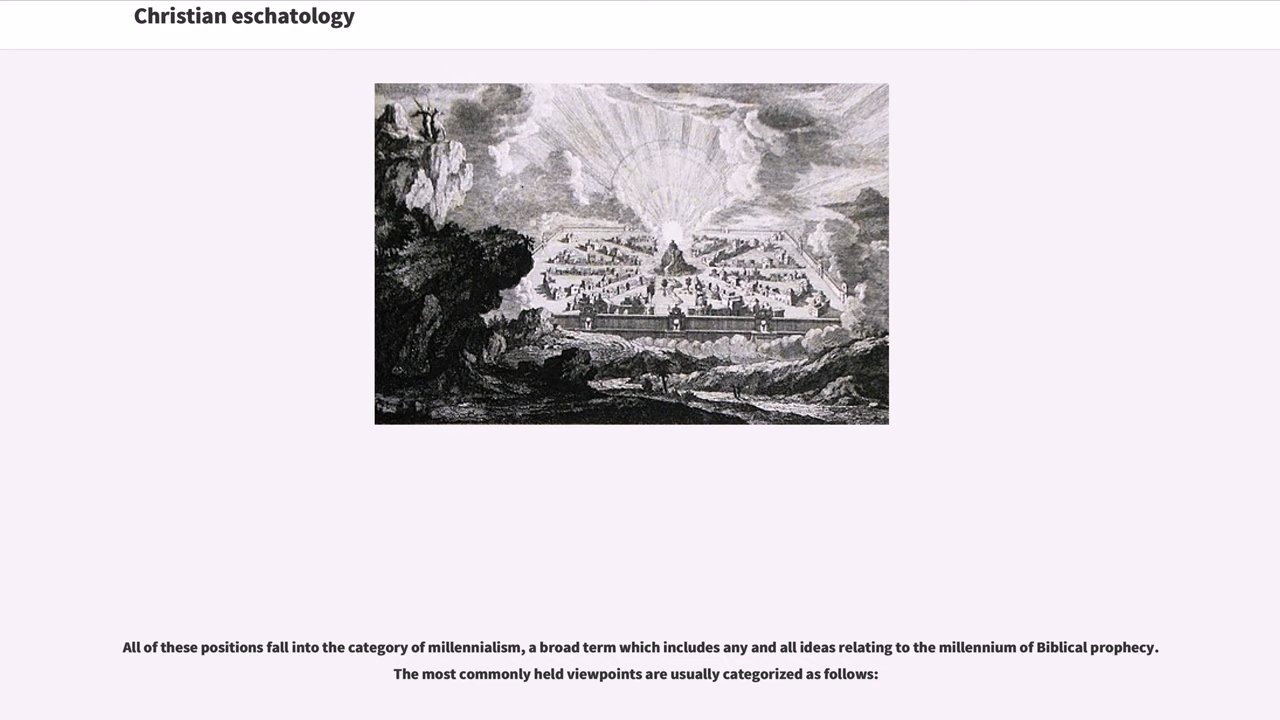 Christian eschatology
All of these positions fall into the category of millennialism, a broad term which includes any and all ideas relating to the millennium of Biblical prophecy.
The most commonly held viewpoints are usually categorized as follows: